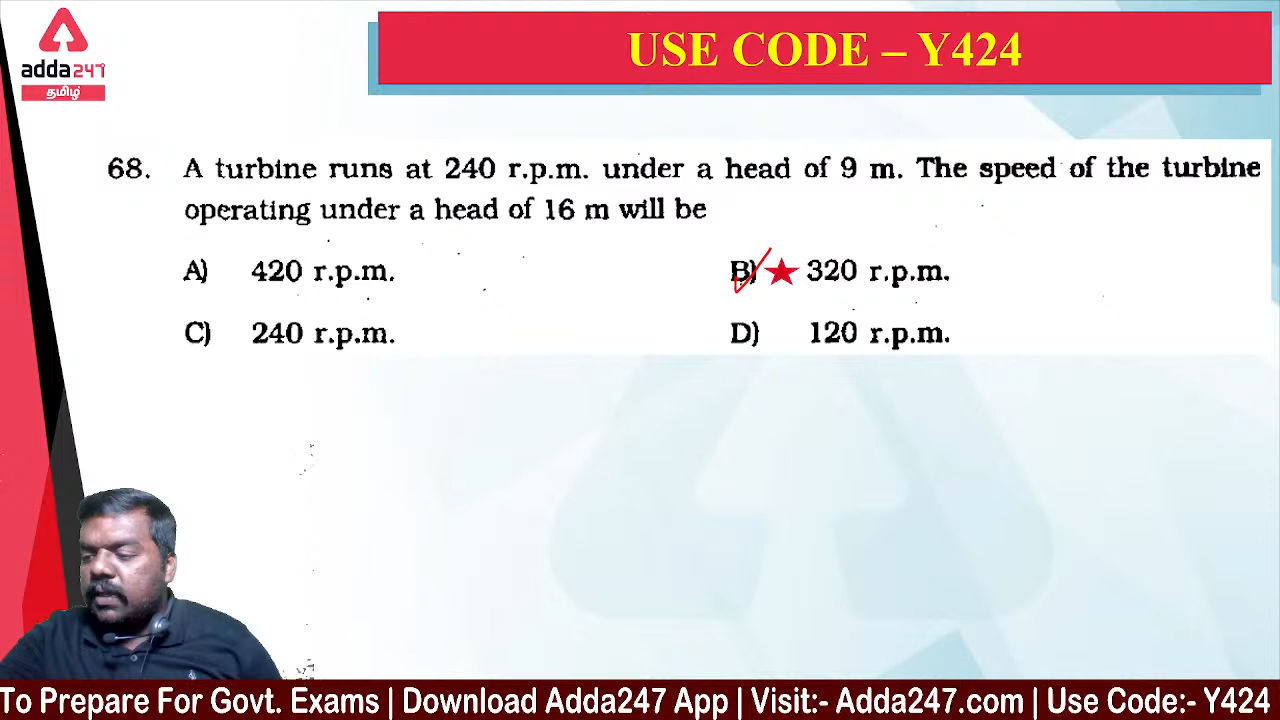 adda247
தமிழ்
USE CODE – Y424
68. A turbine runs at 240 r.p.m. under a head of 9 m. The speed of the turbine
operating under a head of 16 m will be
A) 420 r.p.m. B) ★ 320 r.p.m.
C) 240 r.p.m. D) 120 r.p.m.
To Prepare For Govt. Exams | Download Adda247 App | Visit:- Adda247.com | Use Code:- Y424